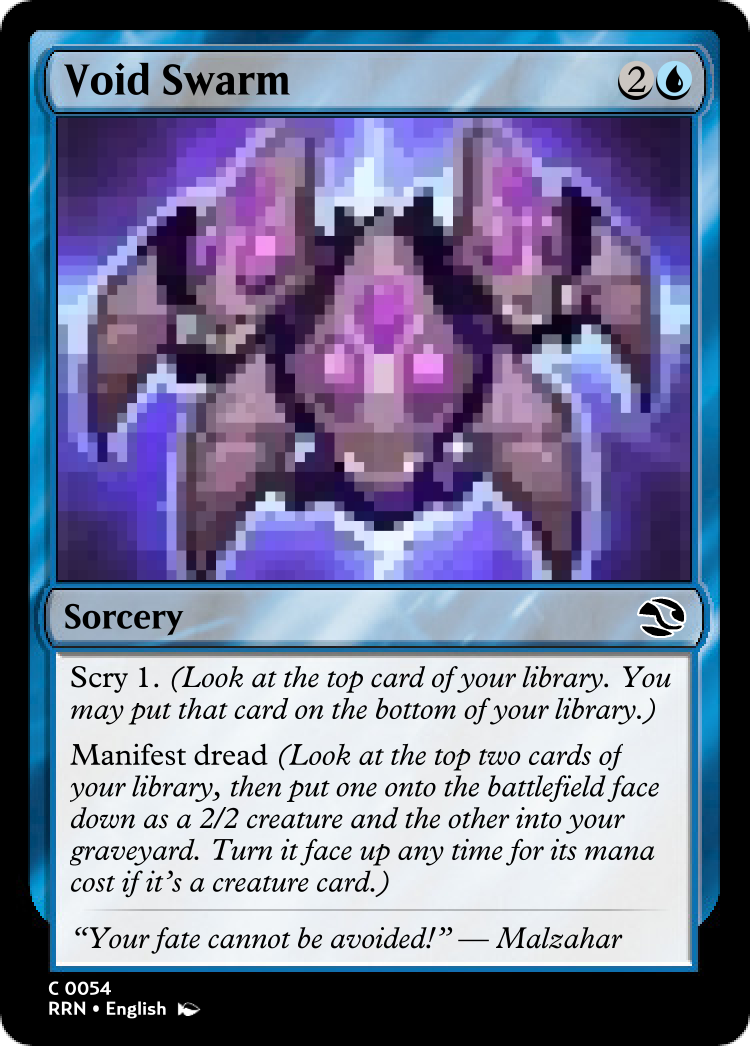 Void Swarm 2
Sorcery
Scry 1. (Look at the top card of your library. You
may put that card on the bottom of your library.)
Manifest dread (Look at the top two cards of
your library, then put one onto the battlefield face
down as a 2/2 creature and the other into your
graveyard. Turn it face up any time for its mana
cost if it's a creature card.)
“Your fate cannot be avoided!” — Malzahar
C 0054
RRN • English